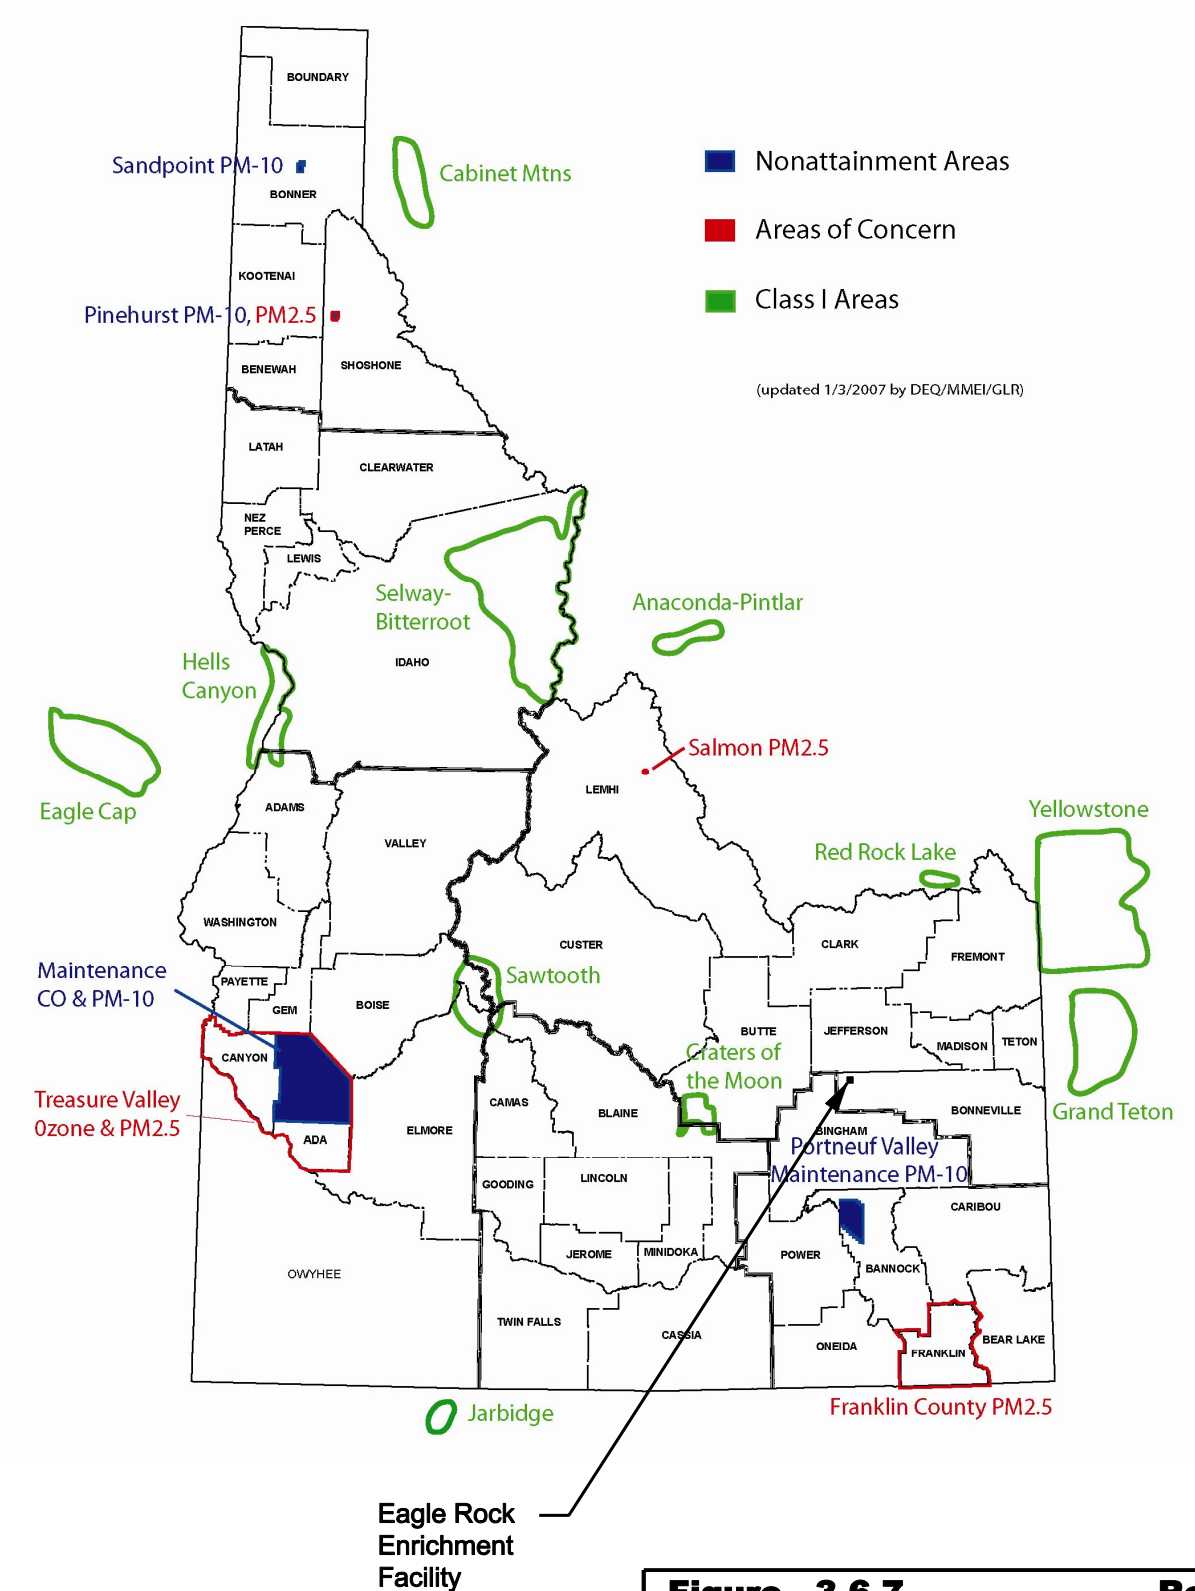 BOUNDARY
Sandpoint PM-10
Cabinet Mtns
BONNER
Nonattainment Areas
Areas of Concern
Class I Areas
(updated 1/3/2007 by DEQ/MMEI/GLR)
KOOTENAI
Pinehurst PM-10, PM2.5
BENEWAH
SHOSHONE
LATAH
CLEARWATER
NEZ
PERCE
LEWIS
Selway-
Bitterroot
Anaconda-Pintlar
IDAHO
Hells
Canyon
Eagle Cap
Salmon PM2.5
LEMHI
ADAMS
VALLEY
Yellowstone
Red Rock Lake
WASHINGTON
CUSTER
CLARK
FREMONT
Maintenance
CO & PM-10
PAYETTE
GEM
BOISE
Sawtooth
BUTTE
JEFFERSON
MADISON
TETON
CANYON
Craters of
the Moon
Grand Teton
Treasure Valley
0zone & PM2.5
ADA
ELMORE
CAMAS
BLAINE
BONNEVILLE
BINGHAM
Portneuf Valley
Maintenance PM-10
GOODING
LINCOLN
CARIBOU
JEROME
MINIDOKA
POWER
BANNOCK
OWYHEE
TWIN FALLS
CASSIA
ONEIDA
FRANKLIN
BEAR LAKE
Franklin County PM2.5
Jarbidge
Eagle Rock
Enrichment
Facility